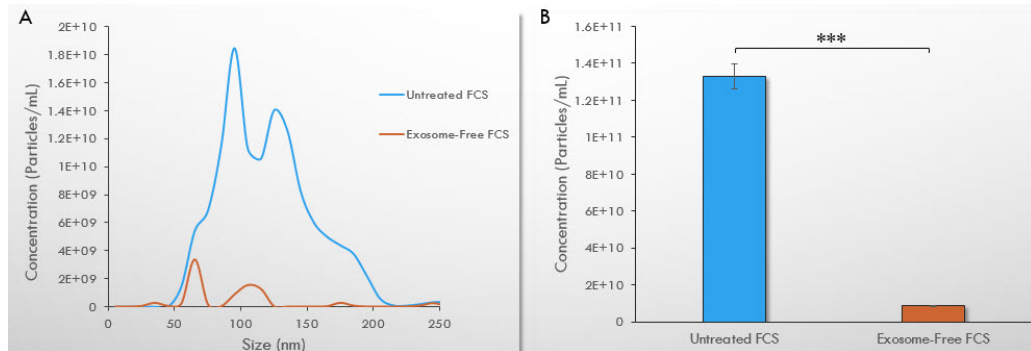 A
Concentration (Particles/mL)
2E+10
1.8E+10
1.6E+10
1.4E+10
1.2E+10
1E+10
8E+09
6E+09
4E+09
2E+09
0
0
50
100
150
200
250
Size (nm)
Untreated FCS
Exosome-Free FCS
B
Concentration (Particles/mL)
1.6E+11
1.4E+11
1.2E+11
1E+11
8E+10
6E+10
4E+10
2E+10
0
***
Untreated FCS
Exosome-Free FCS